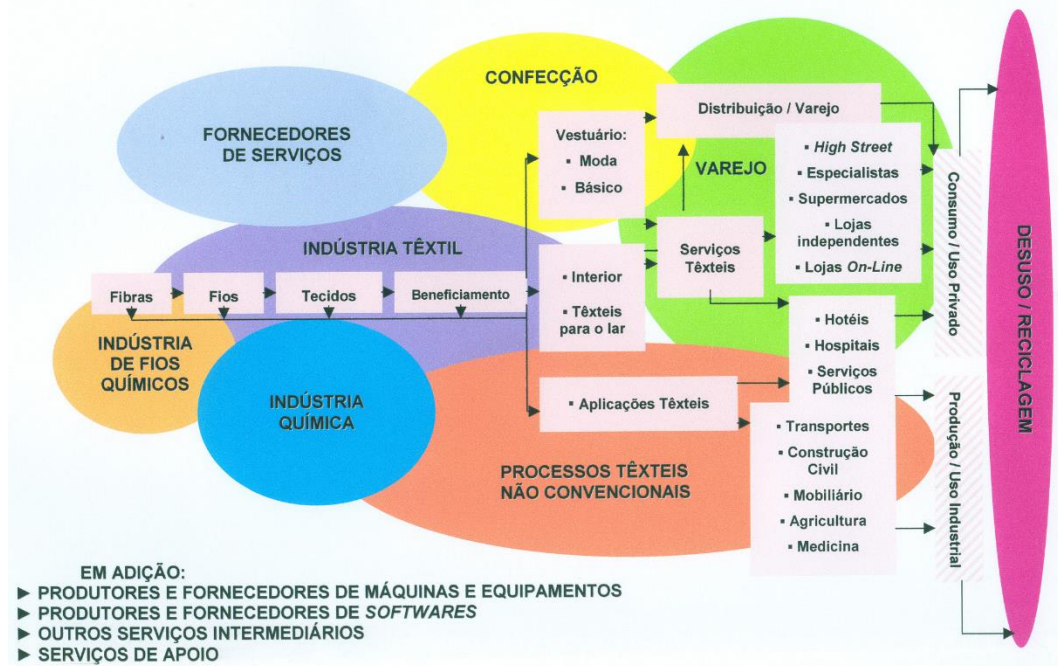 CONFECÇÃO
FORNECEDORES
DE SERVIÇOS
Vestuário:
▪ Moda
▪ Básico
Distribuição / Varejo
VAREJO
▪ High Street
▪ Especialistas
▪ Supermercados
▪ Lojas
independentes
▪ Lojas On-Line
INDÚSTRIA TÊXTIL
Fibras
Fios
Tecidos
Beneficiamento
▪ Interior
▪ Têxteis
para o lar
Serviços
Têxteis
▪ Hotéis
▪ Hospitais
▪ Serviços
Públicos
INDÚSTRIA
DE FIOS
QUÍMICOS
INDÚSTRIA
QUÍMICA
▪ Aplicações Têxteis
PROCESSOS TÊXTEIS
NÃO CONVENCIONAIS
▪ Transportes
▪ Construção
Civil
▪ Mobiliário
▪ Agricultura
▪ Medicina
Consumo / Uso Privado
Produção / Uso Industrial
DESUSO / RECICLAGEM
EM ADIÇÃO:
► PRODUTORES E FORNECEDORES DE MÁQUINAS E EQUIPAMENTOS
► PRODUTORES E FORNECEDORES DE SOFTWARES
► OUTROS SERVIÇOS INTERMEDIÁRIOS
► SERVIÇOS DE APOIO